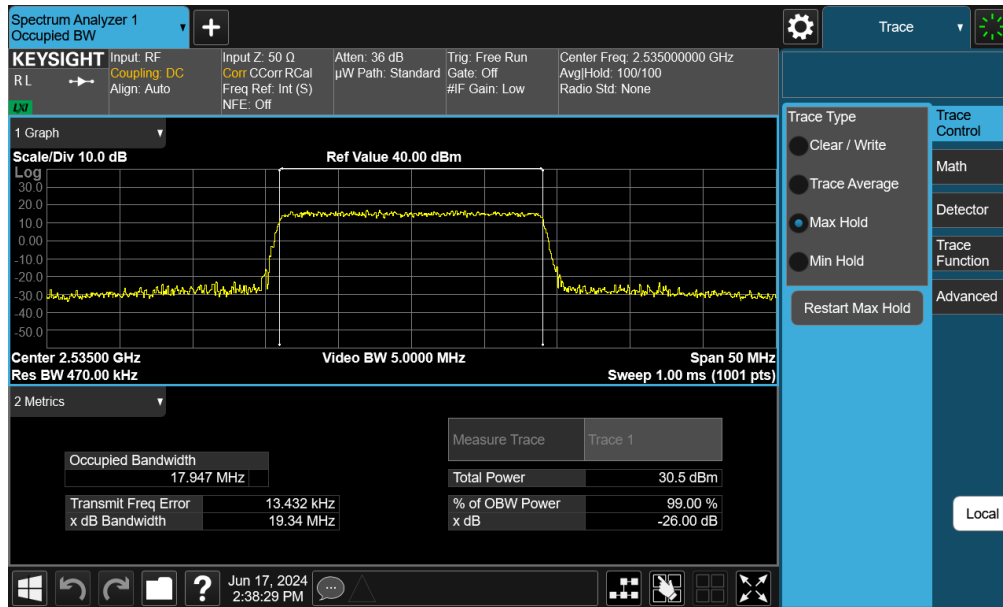 Spectrum Analyzer 1
Occupied BW
Trace
KEYSIGHT
R L
LXI
Input: RF
Coupling: DC
Align: Auto
Input Z: 50 Ω
Corr CCorr RCal
Freq Ref: Int (S)
NFE: Off
Atten: 36 dB
µW Path: Standard
Trig: Free Run
Gate: Off
#IF Gain: Low
Center Freq: 2.535000000 GHz
Avg|Hold: 100/100
Radio Std: None
1 Graph
Scale/Div 10.0 dB
Ref Value 40.00 dBm
Log
30.0
20.0
10.0
0.00
-10.0
-20.0
-30.0
-40.0
-50.0
Center 2.53500 GHz
Video BW 5.0000 MHz
Span 50 MHz
Res BW 470.00 kHz
Sweep 1.00 ms (1001 pts)
2 Metrics
Measure Trace
Trace 1
Occupied Bandwidth
17.947 MHz
Total Power
30.5 dBm
Transmit Freq Error
13.432 kHz
% of OBW Power
99.00 %
x dB Bandwidth
19.34 MHz
x dB
-26.00 dB
Trace Type
Clear / Write
Trace Average
Max Hold
Min Hold
Restart Max Hold
Trace
Control
Math
Detector
Trace
Function
Advanced
Local
?
Jun 17, 2024
2:38:29 PM